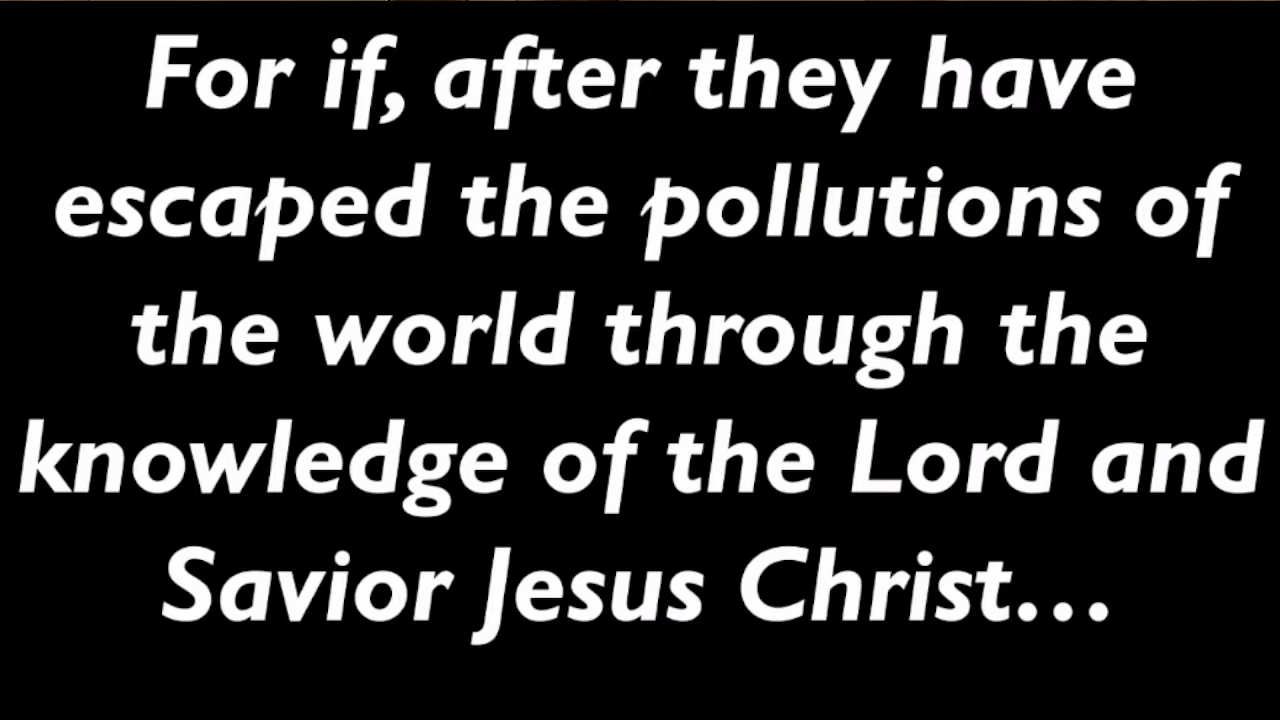 For if, after they have
escaped the pollutions of
the world through the
knowledge of the Lord and
Savior Jesus Christ...